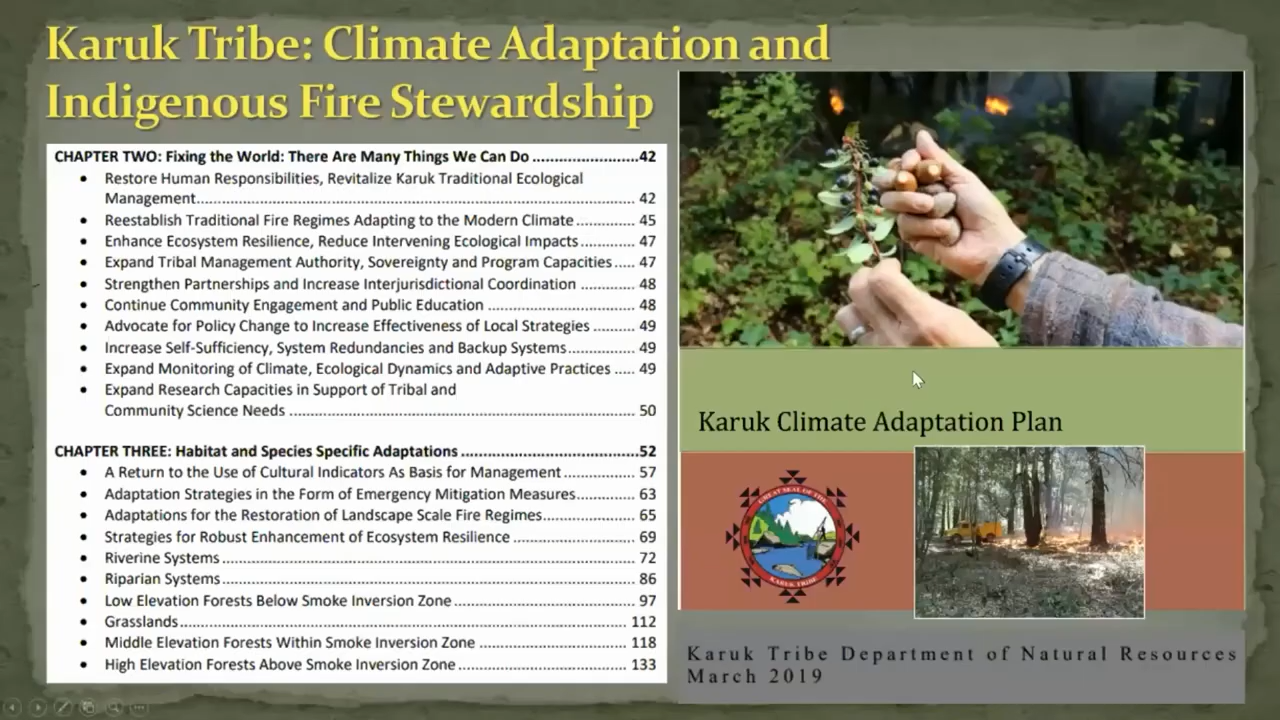 Karuk Tribe: Climate Adaptation and
Indigenous Fire Stewardship
CHAPTER TWO: Fixing the World: There Are Many Things We Can Do ........................42
• Restore Human Responsibilities, Revitalize Karuk Traditional Ecological
Management.................................................................................................. 42
• Reestablish Traditional Fire Regimes Adapting to the Modern Climate ............. 45
• Enhance Ecosystem Resilience, Reduce Intervening Ecological Impacts ............ 47
• Expand Tribal Management Authority, Sovereignty and Program Capacities ..... 47
• Strengthen Partnerships and Increase Interjurisdictional Coordination ............. 48
• Continue Community Engagement and Public Education .................................. 48
• Advocate for Policy Change to Increase Effectiveness of Local Strategies ......... 49
• Increase Self-Sufficiency, System Redundancies and Backup Systems............... 49
• Expand Monitoring of Climate, Ecological Dynamics and Adaptive Practices ..... 49
• Expand Research Capacities in Support of Tribal and
Community Science Needs ............................................................................. 50
CHAPTER THREE: Habitat and Species Specific Adaptations .......................................52
• A Return to the Use of Cultural Indicators As Basis for Management ................ 57
• Adaptation Strategies in the Form of Emergency Mitigation Measures............. 63
• Adaptations for the Restoration of Landscape Scale Fire Regimes.................... 65
• Strategies for Robust Enhancement of Ecosystem Resilience ........................... 69
• Riverine Systems ............................................................................................ 72
• Riparian Systems ............................................................................................ 86
• Low Elevation Forests Below Smoke Inversion Zone ........................................ 97
• Grasslands.................................................................................................... 112
• Middle Elevation Forests Within Smoke Inversion Zone ................................. 118
• High Elevation Forests Above Smoke Inversion Zone ..................................... 133
Karuk Climate Adaptation Plan
GREAT SEAL OF THE
KARUK TRIBE
Karuk Tribe Department of Natural Resources
March 2019